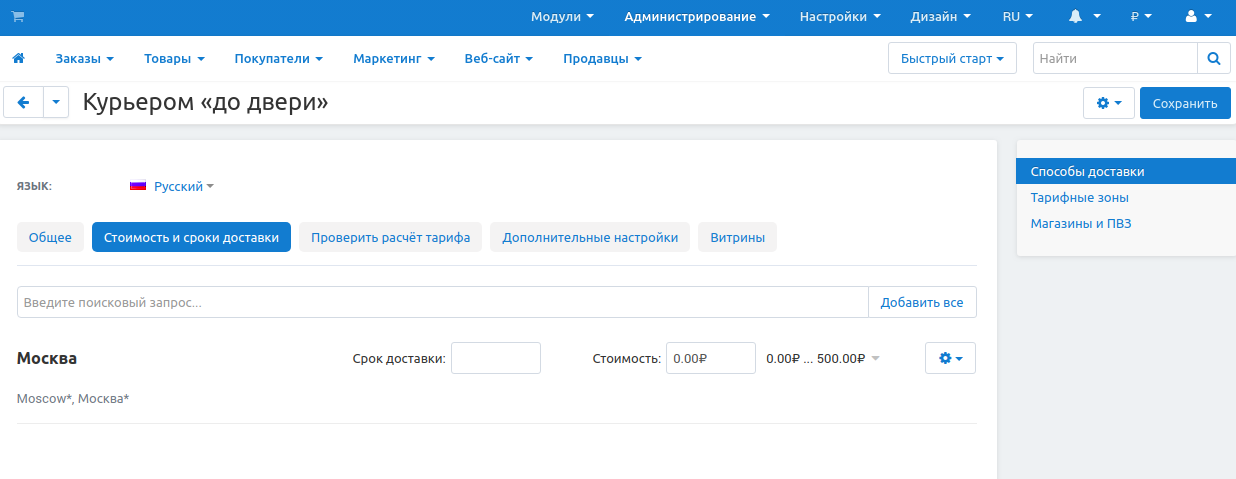 Модули Администрирование Настройки Дизайн RU ₽
Заказы Товары Покупатели Маркетинг Веб-сайт Продавцы Быстрый старт Найти
Курьером «до двери» Сохранить
ЯЗЫК: Русский
Способы доставки
Тарифные зоны
Магазины и ПВЗ
Общее Стоимость и сроки доставки Проверить расчёт тарифа Дополнительные настройки Витрины
Введите поисковый запрос... Добавить все
Москва Срок доставки: Стоимость: 0.00₽ 0.00₽ ... 500.00₽
Moscow*, Москва*